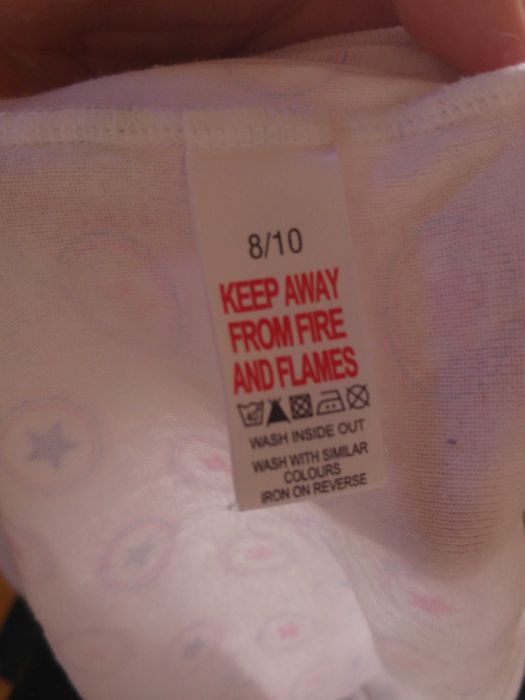 8/10
KEEP AWAY
FROM FIRE
AND FLAMES
WASH INSIDE OUT
WASH WITH SIMILAR
COLOURS
IRON ON REVERSE